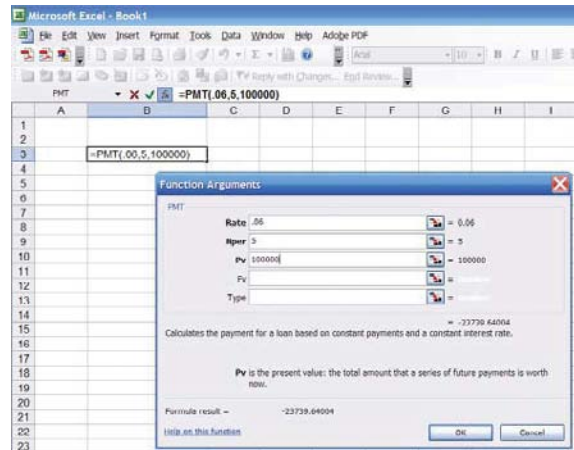 Microsoft Excel - Book1
File Edit View Insert Format Tools Data Window Help Adobe PDF
Arial 10 B I U
Reply with Changes... End Review...
PMT =PMT(.06,5,100000)
A B C D E F G H I
1
2
3 =PMT(.06,5,100000)
4
5
6
7
8
9
10
11
12
13
14
15
16
17
18
19
20
21
22
23
Function Arguments
PMT
Rate .06 = 0.06
Nper 5 = 5
Pv 100000 = 100000
Fv =
Type =
= -23739.64004
Calculates the payment for a loan based on constant payments and a constant interest rate.
Pv is the present value: the total amount that a series of future payments is worth
now.
Formula result = -23739.64004
Help on this function OK Cancel